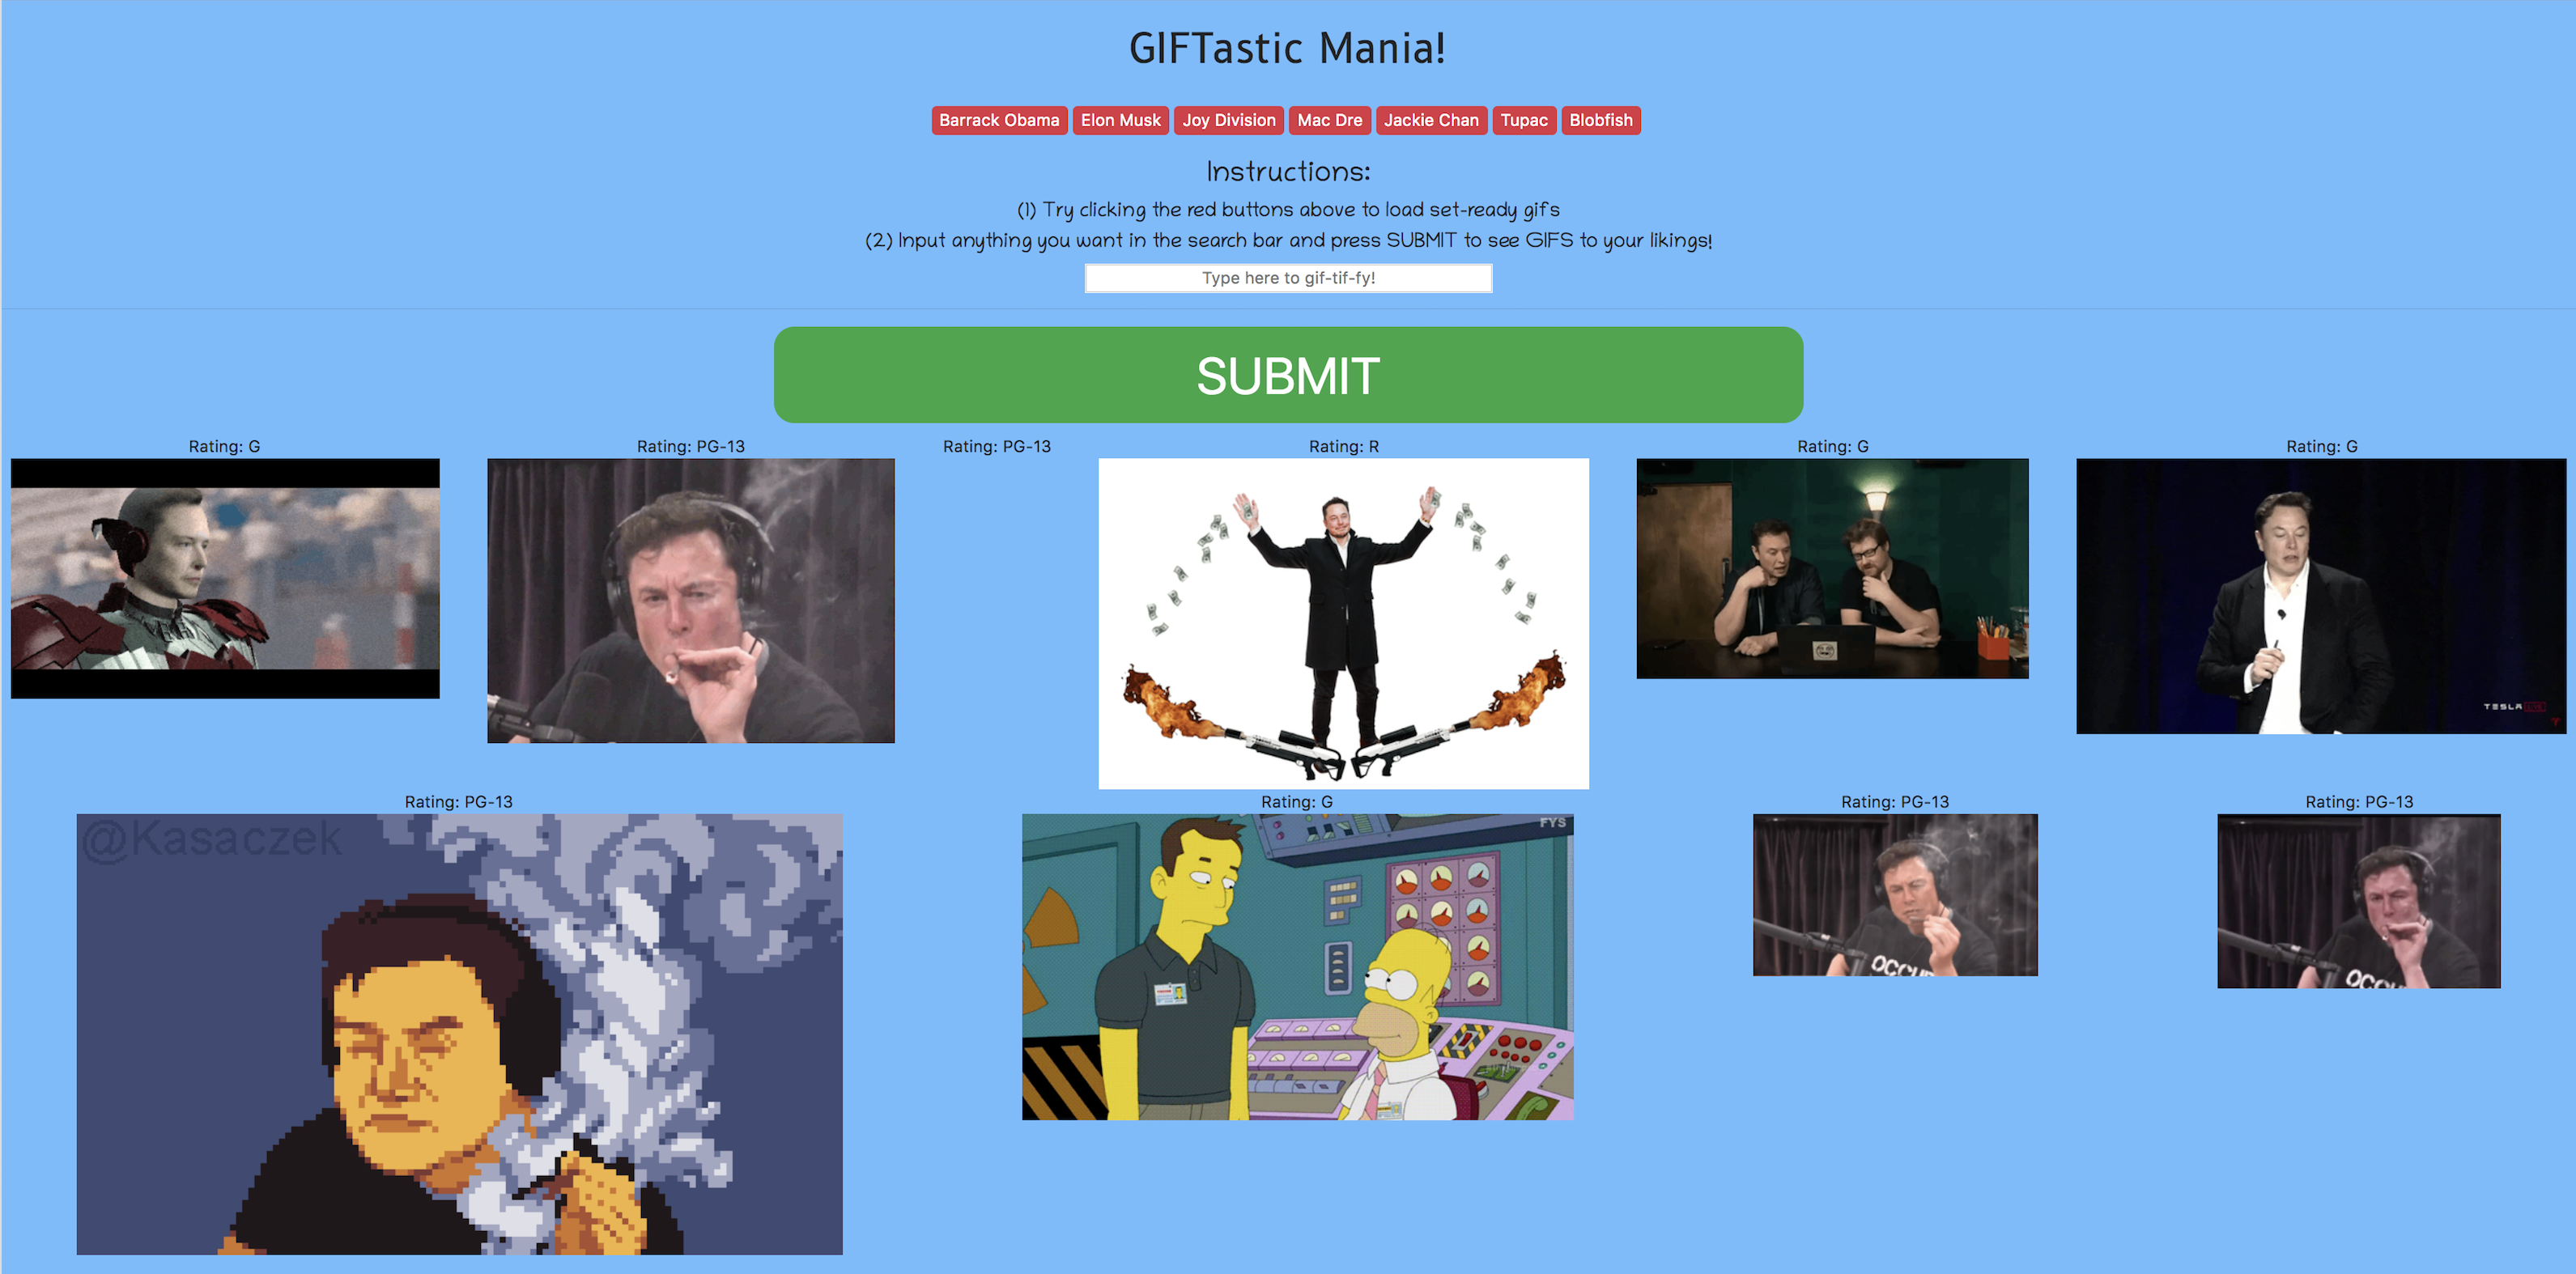 GIFTastic Mania!
Barrack Obama Elon Musk Joy Division Mac Dre Jackie Chan Tupac Blobfish
Instructions:
(1) Try clicking the red buttons above to load set-ready gifs
(2) Input anything you want in the search bar and press SUBMIT to see GIFS to your likings!
Type here to gif-tif-fy!
SUBMIT
Rating: G Rating: PG-13 Rating: PG-13 Rating: R Rating: G Rating: G
TESLA LIVE
Rating: PG-13 Rating: G Rating: PG-13 Rating: PG-13
@Kasaczek
FYS
OCCUP
OCCU